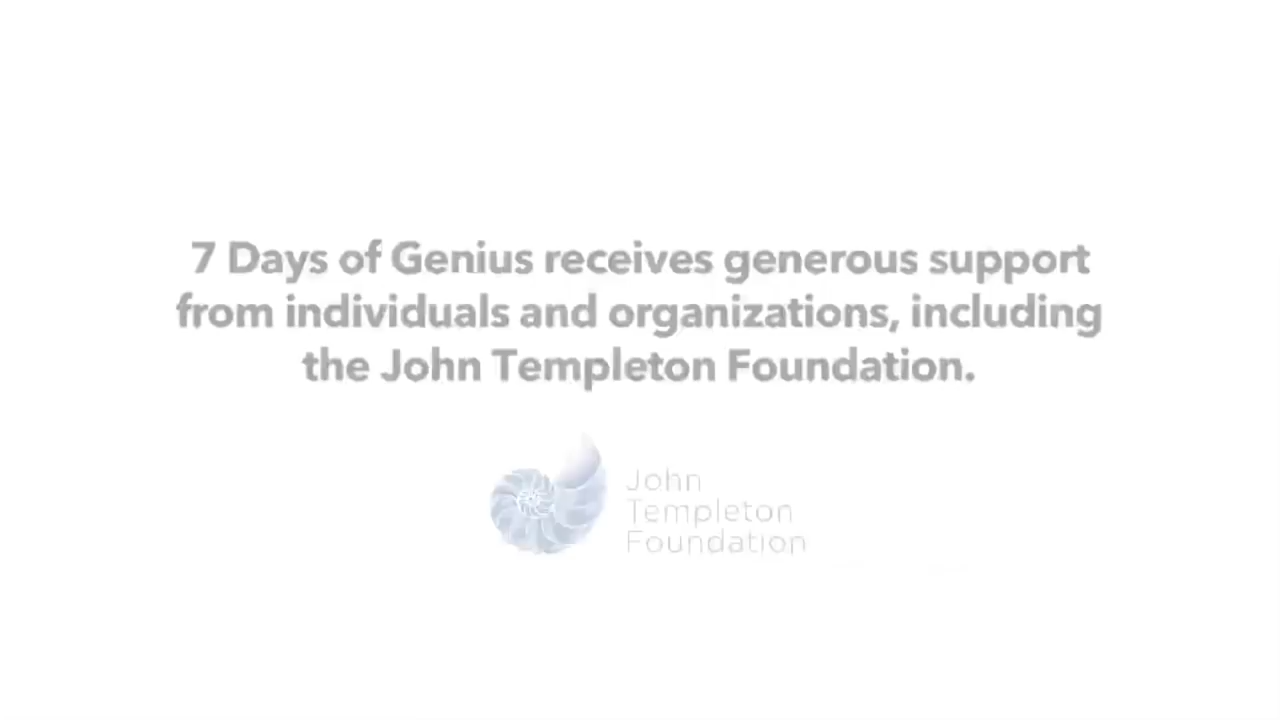 7 Days of Genius receives generous support
from individuals and organizations, including
the John Templeton Foundation.
John
Templeton
Foundation